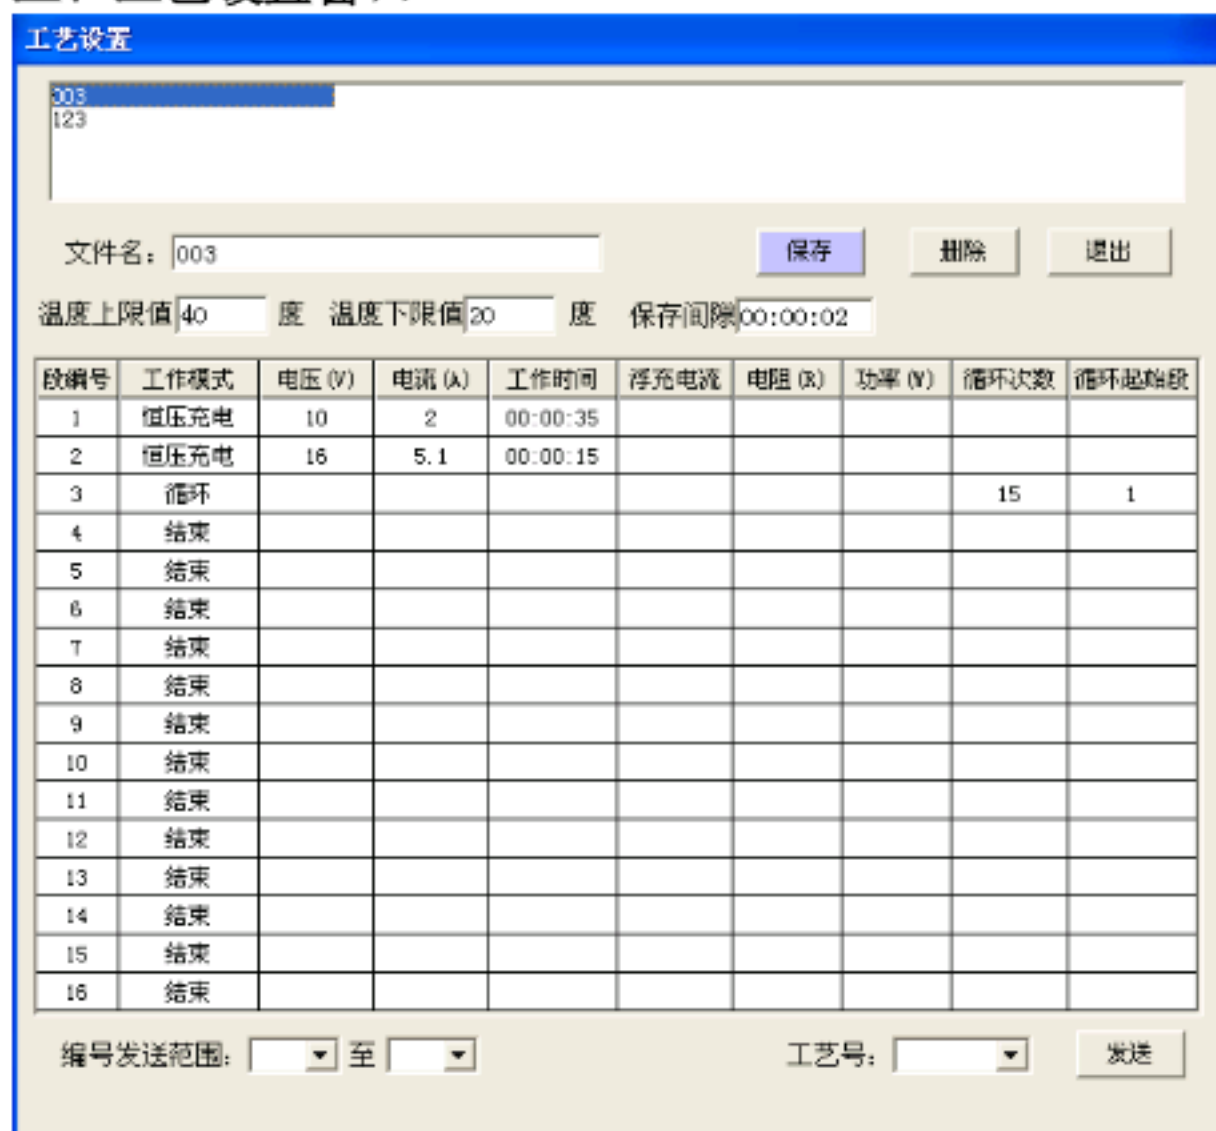 工艺设置
003
123
文件名： 003 保存 删除 退出
温度上限值 40 度 温度下限值 20 度 保存间隙 00:00:02
段编号 工作模式 电压(V) 电流(A) 工作时间 浮充电流 电阻(R) 功率(W) 循环次数 循环起始段
1 恒压充电 10 2 00:00:35
2 恒压充电 16 5.1 00:00:15
3 循环 15 1
4 结束
5 结束
6 结束
7 结束
8 结束
9 结束
10 结束
11 结束
12 结束
13 结束
14 结束
15 结束
16 结束
编号发送范围： 至 工艺号： 发送